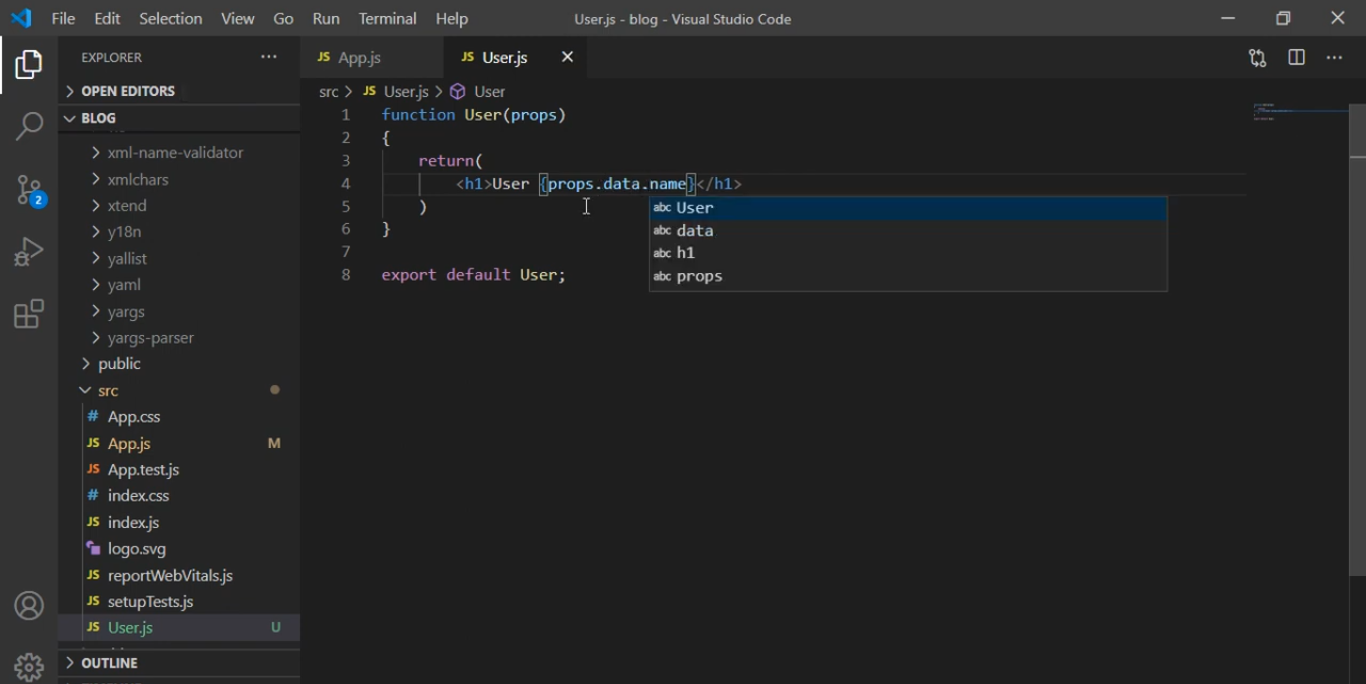 File Edit Selection View Go Run Terminal Help User.js - blog - Visual Studio Code
EXPLORER ···
JS App.js JS User.js
OPEN EDITORS
src > JS User.js > User
BLOG
xml-name-validator
xmlchars
xtend
y18n
yallist
yaml
yargs
yargs-parser
public
src
# App.css
JS App.js M
JS App.test.js
# index.css
JS index.js
logo.svg
JS reportWebVitals.js
JS setupTests.js
JS User.js U
OUTLINE
2
1 function User(props)
2 {
3 return(
4 <h1>User {props.data.name}</h1>
5 )
6 }
7
8 export default User;
abc User
abc data
abc h1
abc props